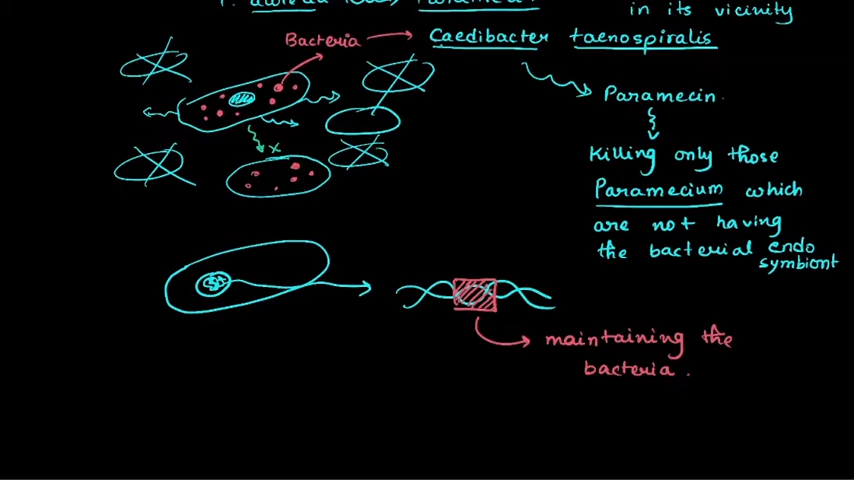 in its vicinity
Bacteria
Caedibacter taenospiralis
Paramecin.
Killing only those
Paramecium which
are not having
the bacterial endo
symbiont
maintaining the
bacteria.